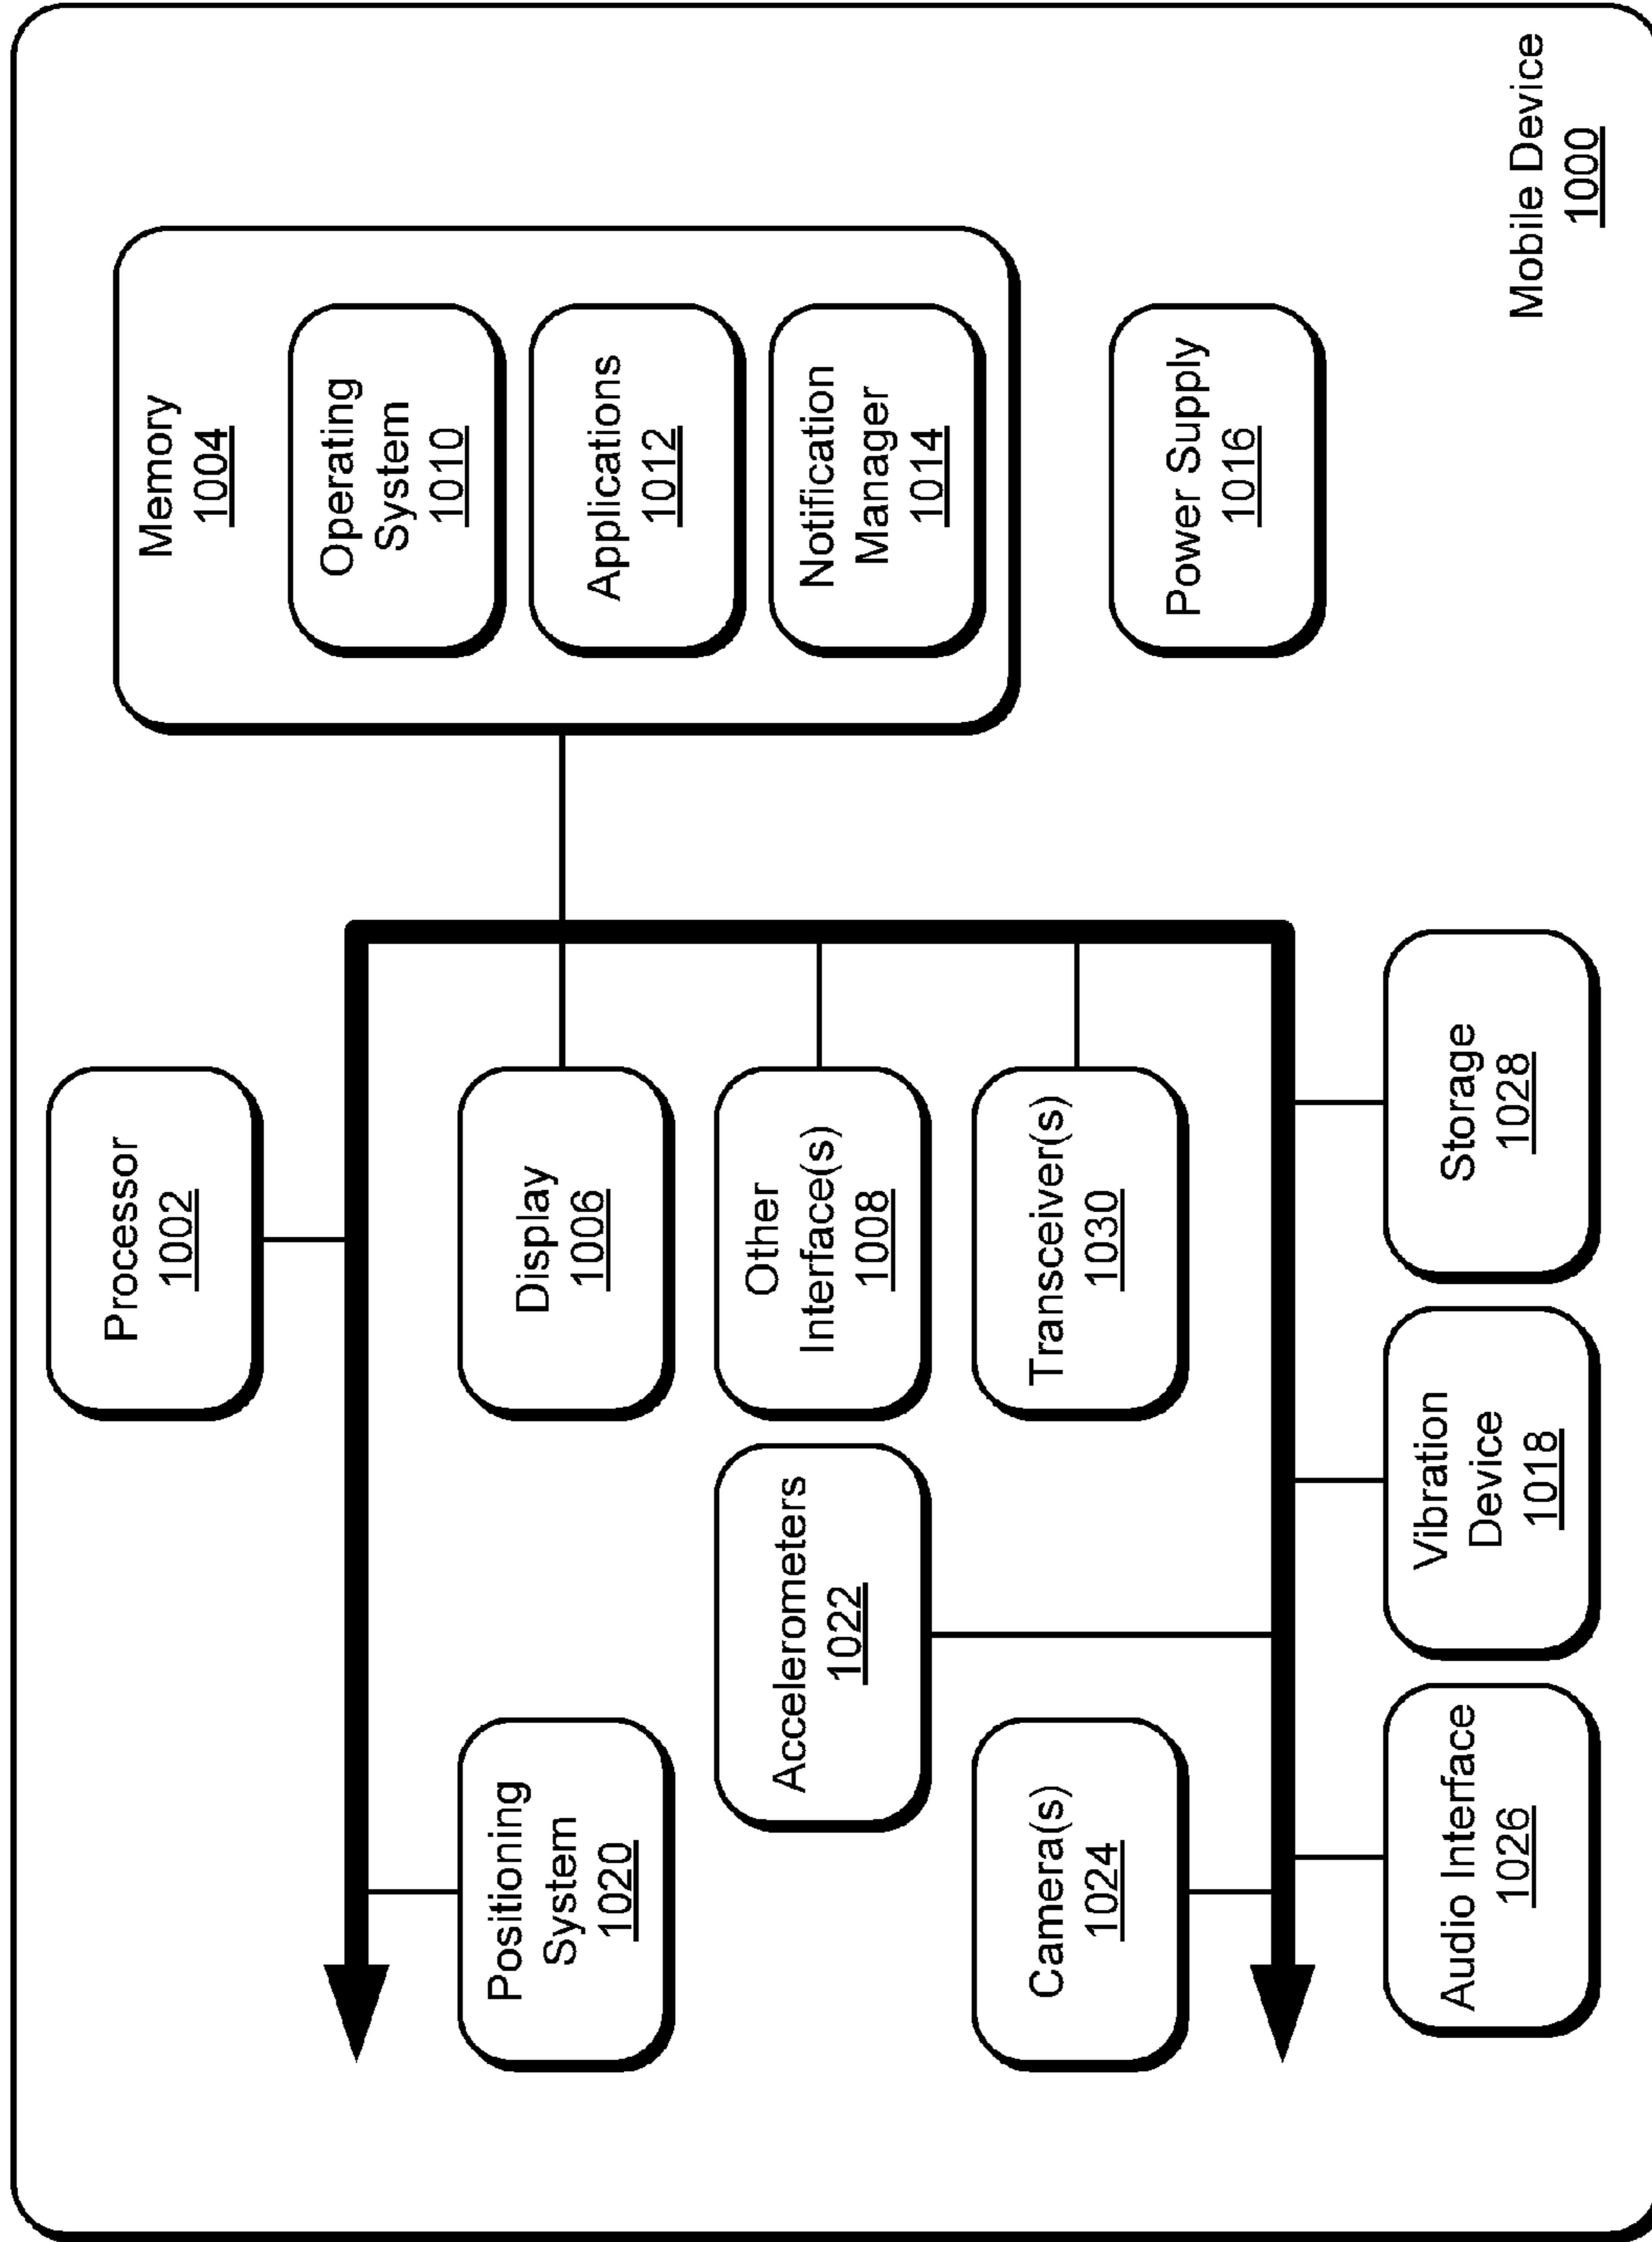 Processor
1002
Positioning
System
1020
Display
1006
Memory
1004
Operating
System
1010
Applications
1012
Notification
Manager
1014
Accelerometers
1022
Other
Interface(s)
1008
Camera(s)
1024
Transceiver(s)
1030
Power Supply
1016
Audio Interface
1026
Vibration
Device
1018
Storage
1028
Mobile Device
1000